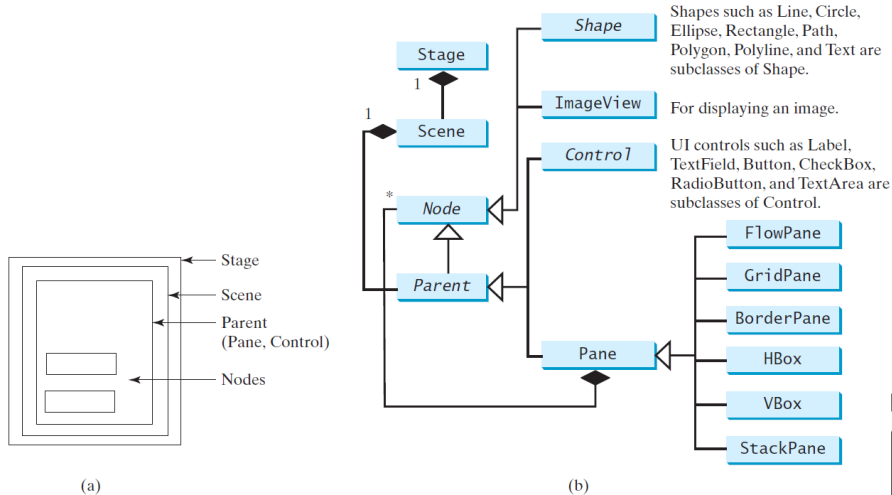 Stage
Scene
Parent
(Pane, Control)
Nodes
(a)
Stage
1
1
Scene
*
Node
Parent
Shape
Shapes such as Line, Circle,
Ellipse, Rectangle, Path,
Polygon, Polyline, and Text are
subclasses of Shape.
ImageView
For displaying an image.
Control
UI controls such as Label,
TextField, Button, CheckBox,
RadioButton, and TextArea are
subclasses of Control.
Pane
FlowPane
GridPane
BorderPane
HBox
VBox
StackPane
(b)